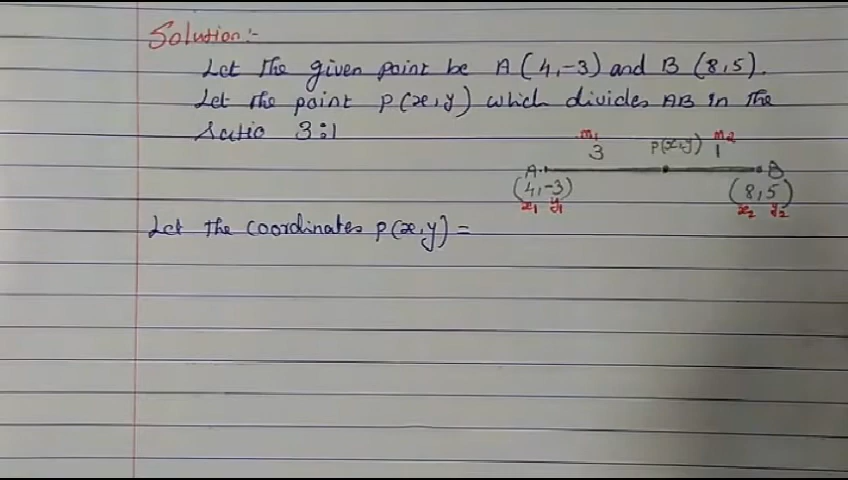 Solution:-
Let the given point be A(4,-3) and B(8,5).
Let the point P(x,y) which divides AB in the
ratio 3:1
m₁ m₂
3 P(x,y) 1
A B
(4,-3) (8,5)
x₁ y₁ x₂ y₂
Let the coordinates P(x,y) =